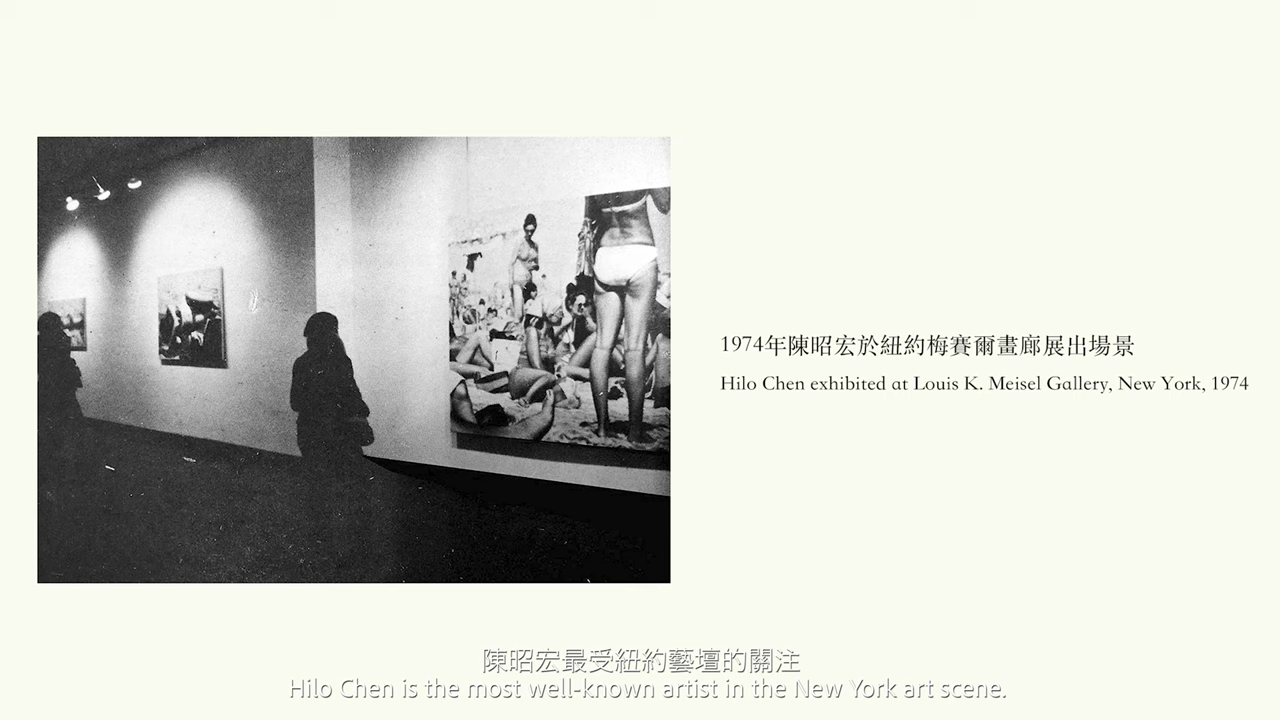 1974年陳昭宏於紐約梅賽爾畫廊展出場景
Hilo Chen exhibited at Louis K. Meisel Gallery, New York, 1974
陳昭宏最受紐約藝壇的關注
Hilo Chen is the most well-known artist in the New York art scene.